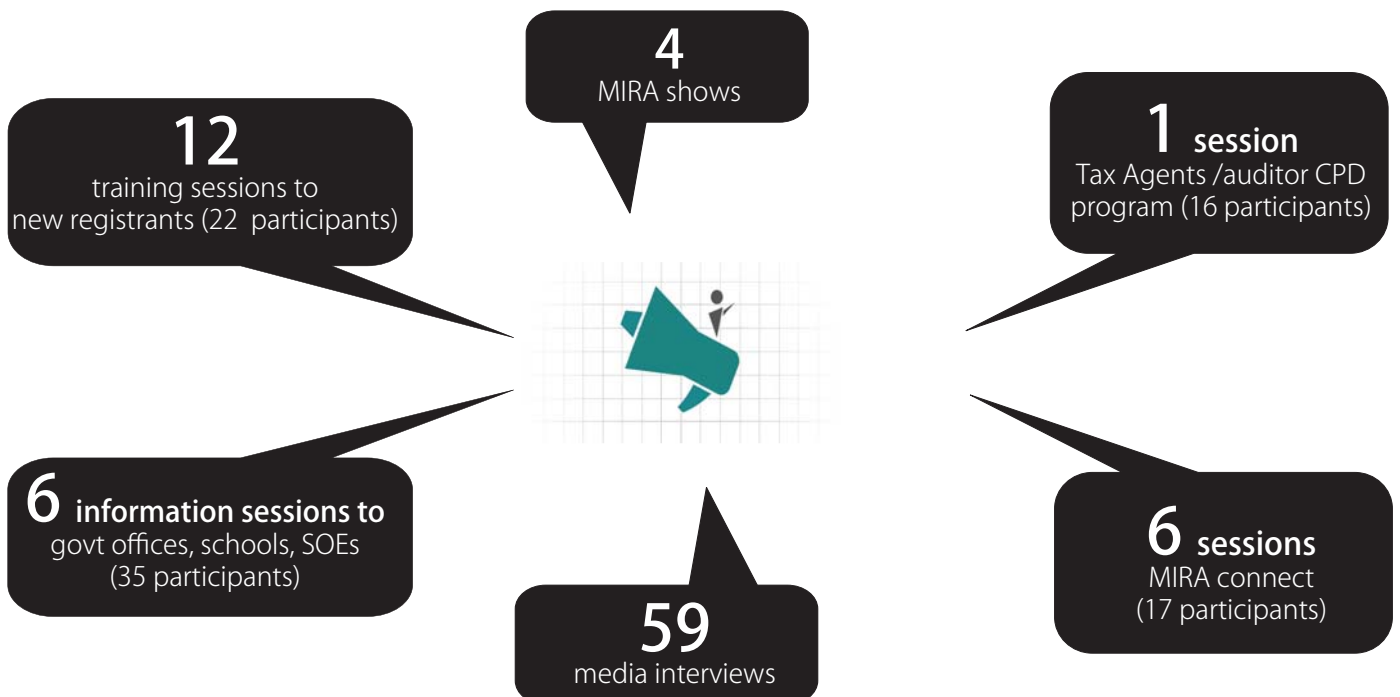 4
MIRA shows
12
training sessions to
new registrants (22 participants)
1 session
Tax Agents /auditor CPD
program (16 participants)
6 information sessions to
govt offices, schools, SOEs
(35 participants)
59
media interviews
6 sessions
MIRA connect
(17 participants)